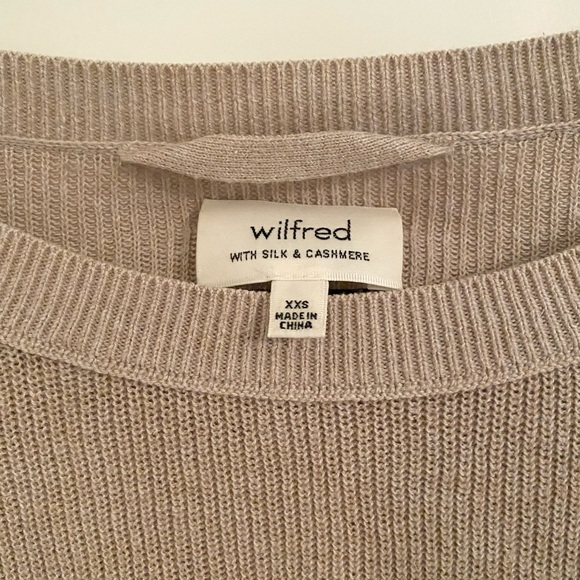 wilfred
WITH SILK & CASHMERE
XXS
MADE IN
CHINA